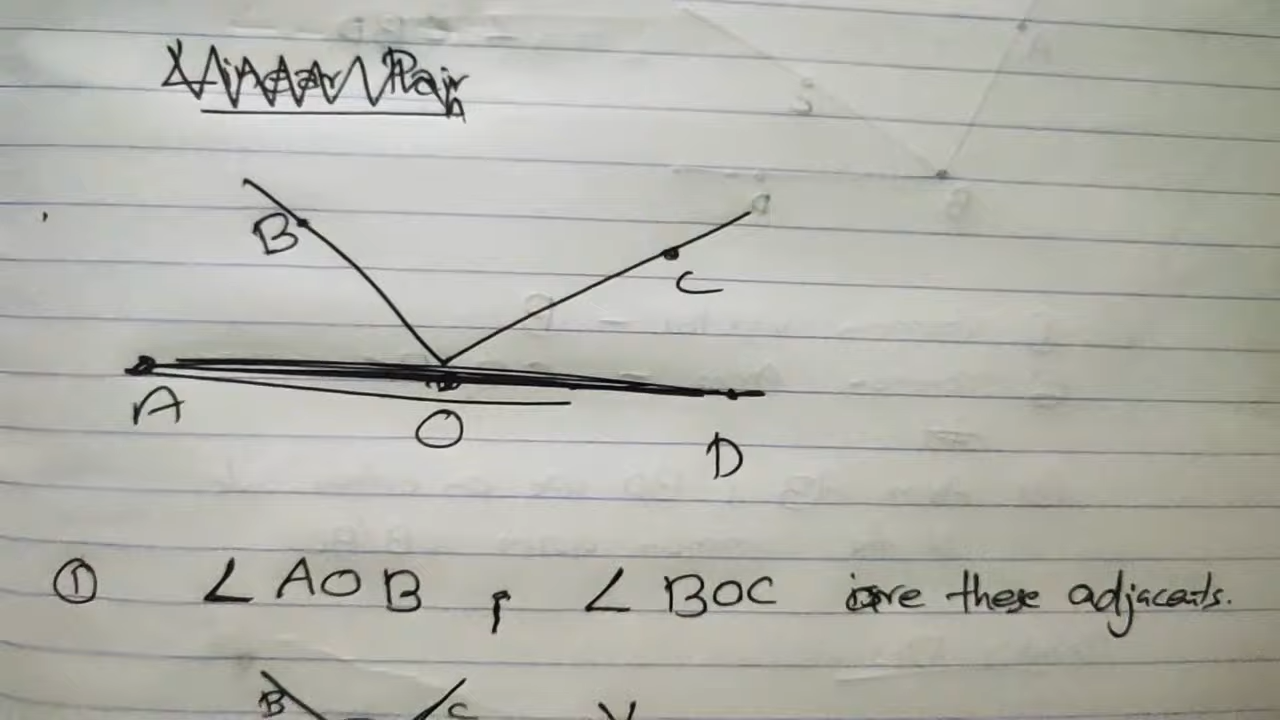 B
C
A
O
D
① ∠ AOB , ∠ BOC are these adjacents.
B C